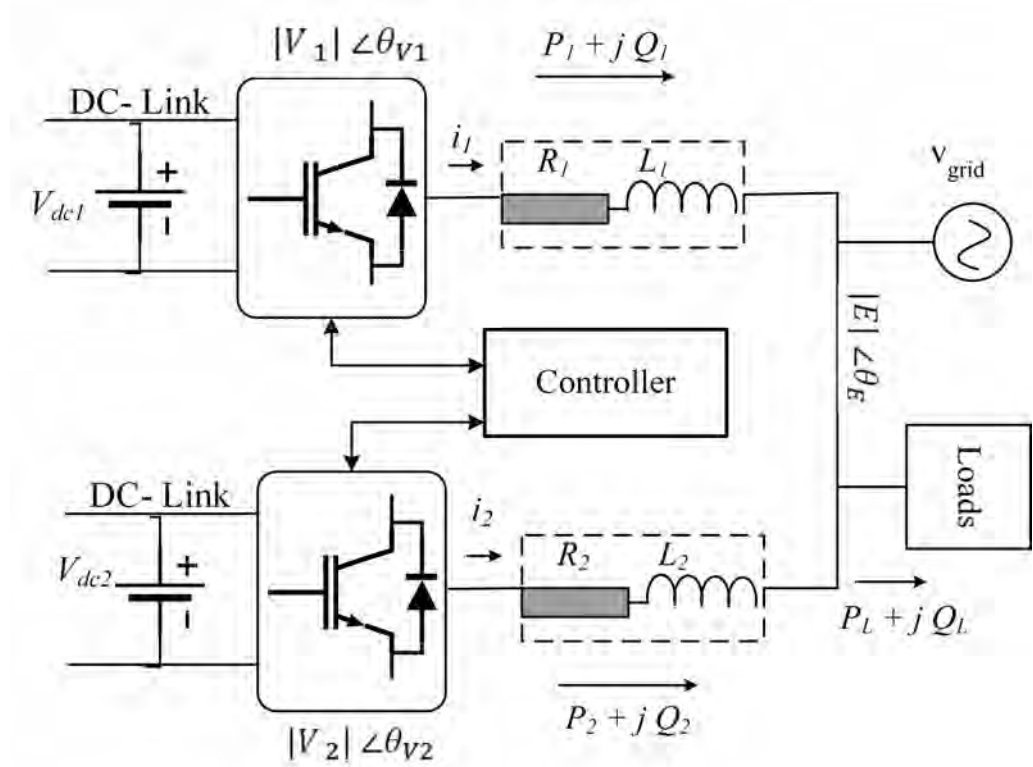 |V₁| ∠θ_V1
P₁ + j Q₁
DC- Link
i₁
R₁ L₁
v_grid
V_dc1
+
-
|E| ∠θ_E
Controller
Loads
DC- Link
i₂
R₂ L₂
V_dc2
+
-
P_L + j Q_L
P₂ + j Q₂
|V₂| ∠θ_V2